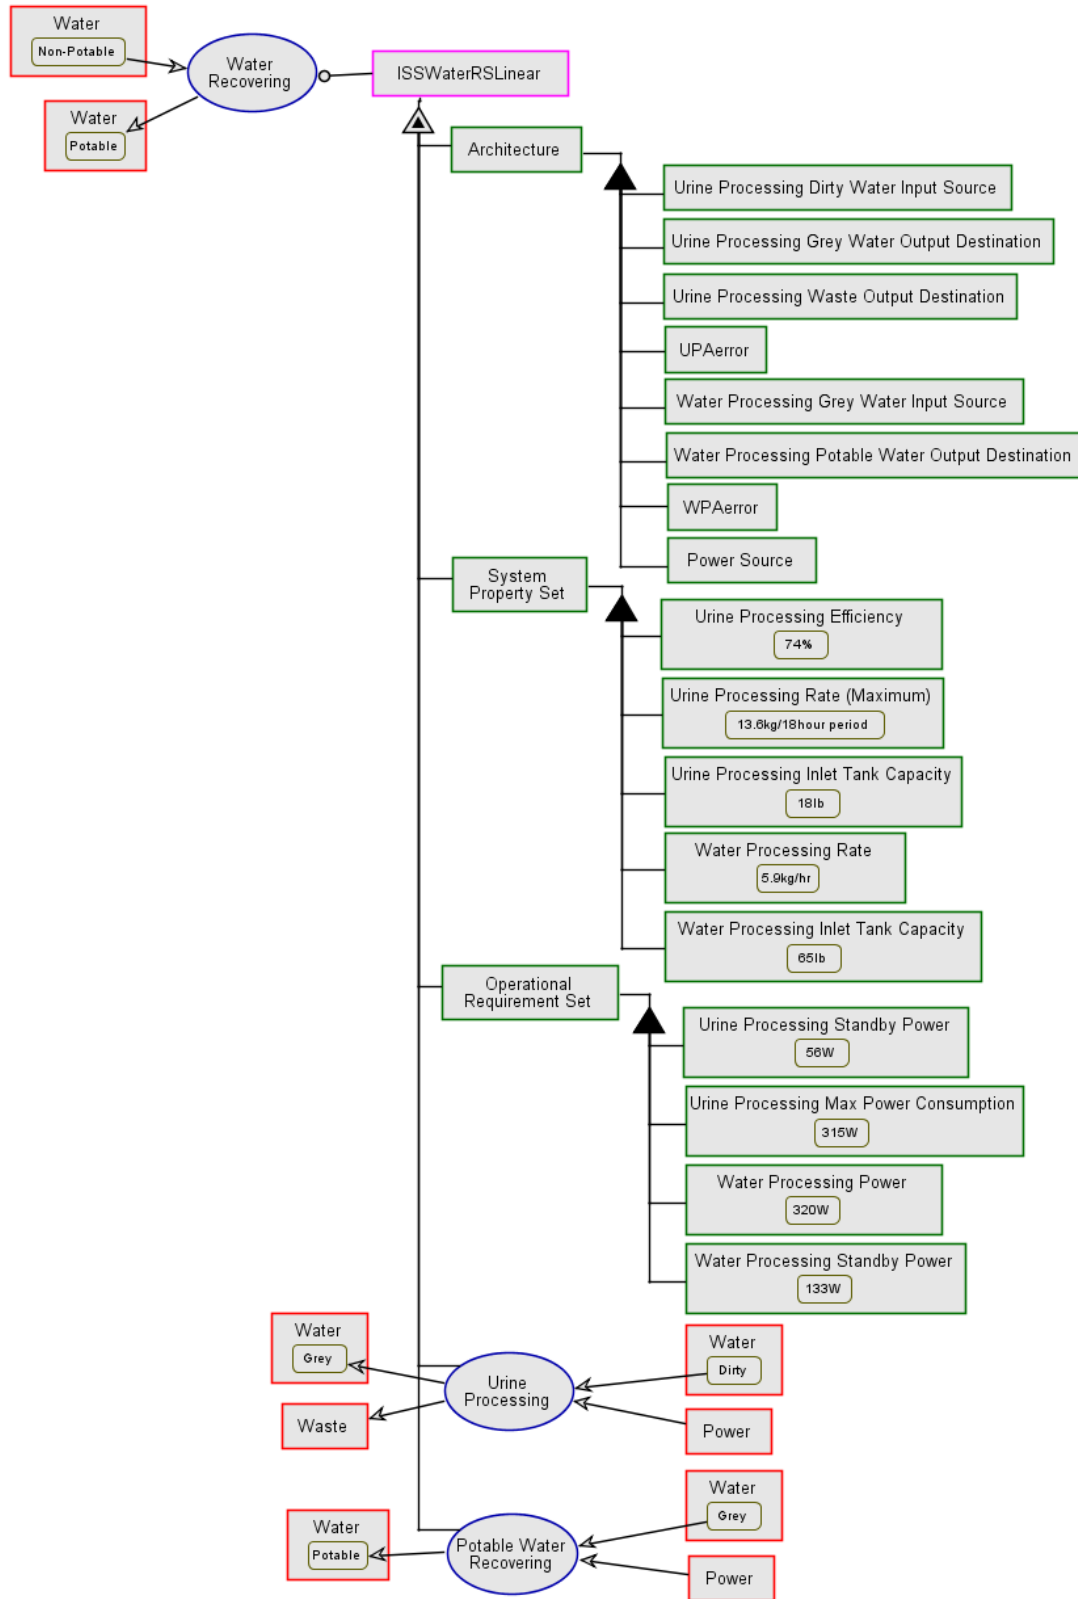 Water
Non-Potable
Water
Recovering
ISSWaterRSLinear
Water
Potable
Architecture
Urine Processing Dirty Water Input Source
Urine Processing Grey Water Output Destination
Urine Processing Waste Output Destination
UPAerror
Water Processing Grey Water Input Source
Water Processing Potable Water Output Destination
WPAerror
Power Source
System
Property Set
Urine Processing Efficiency
74%
Urine Processing Rate (Maximum)
13.6kg/18hour period
Urine Processing Inlet Tank Capacity
18lb
Water Processing Rate
5.9kg/hr
Water Processing Inlet Tank Capacity
65lb
Operational
Requirement Set
Urine Processing Standby Power
56W
Urine Processing Max Power Consumption
315W
Water Processing Power
320W
Water Processing Standby Power
133W
Water
Grey
Waste
Urine
Processing
Water
Dirty
Power
Water
Potable
Potable Water
Recovering
Water
Grey
Power